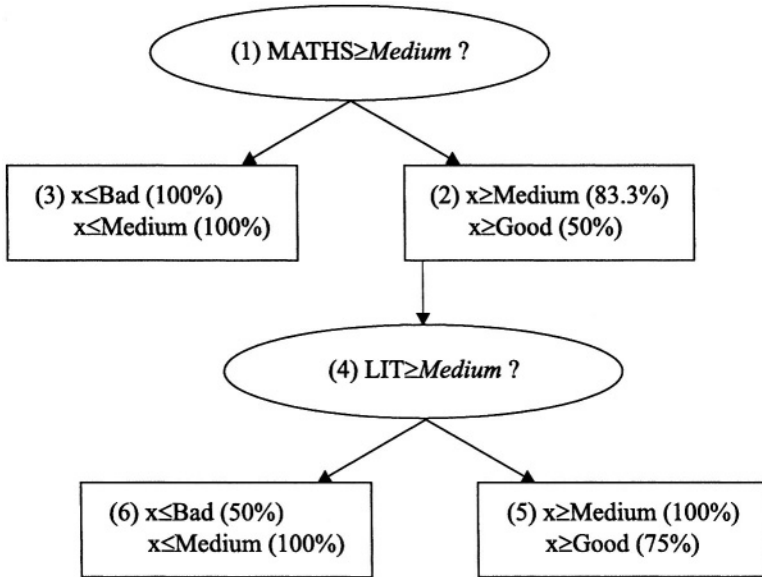 (1) MATHS≥Medium ?
(3) x≤Bad (100%)
x≤Medium (100%)
(2) x≥Medium (83.3%)
x≥Good (50%)
(4) LIT≥Medium ?
(6) x≤Bad (50%)
x≤Medium (100%)
(5) x≥Medium (100%)
x≥Good (75%)